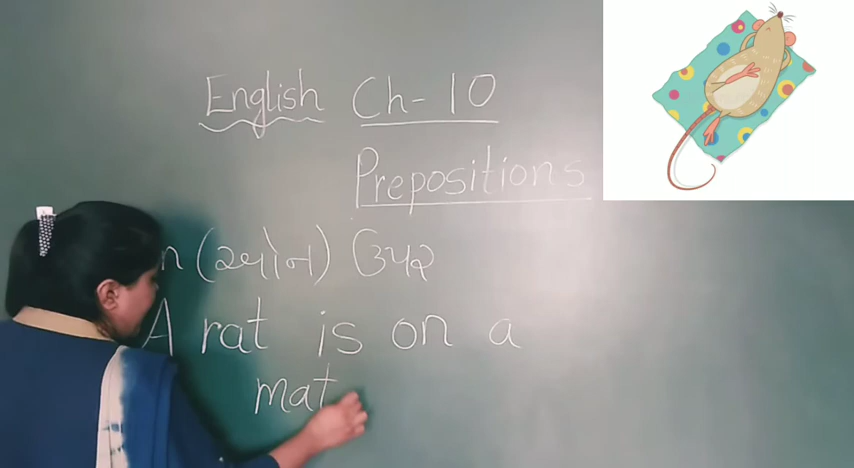 English Ch-10
Prepositions
n (ઓન) ઉપર
A rat is on a
mat